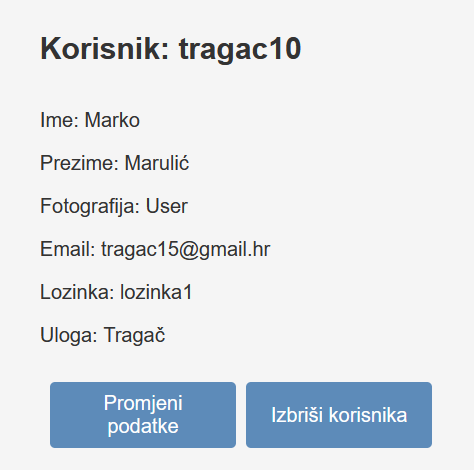 Korisnik: tragac10
Ime: Marko
Prezime: Marulić
Fotografija: User
Email: tragac15@gmail.hr
Lozinka: lozinka1
Uloga: Tragač
Promjeni
podatke
Izbriši korisnika